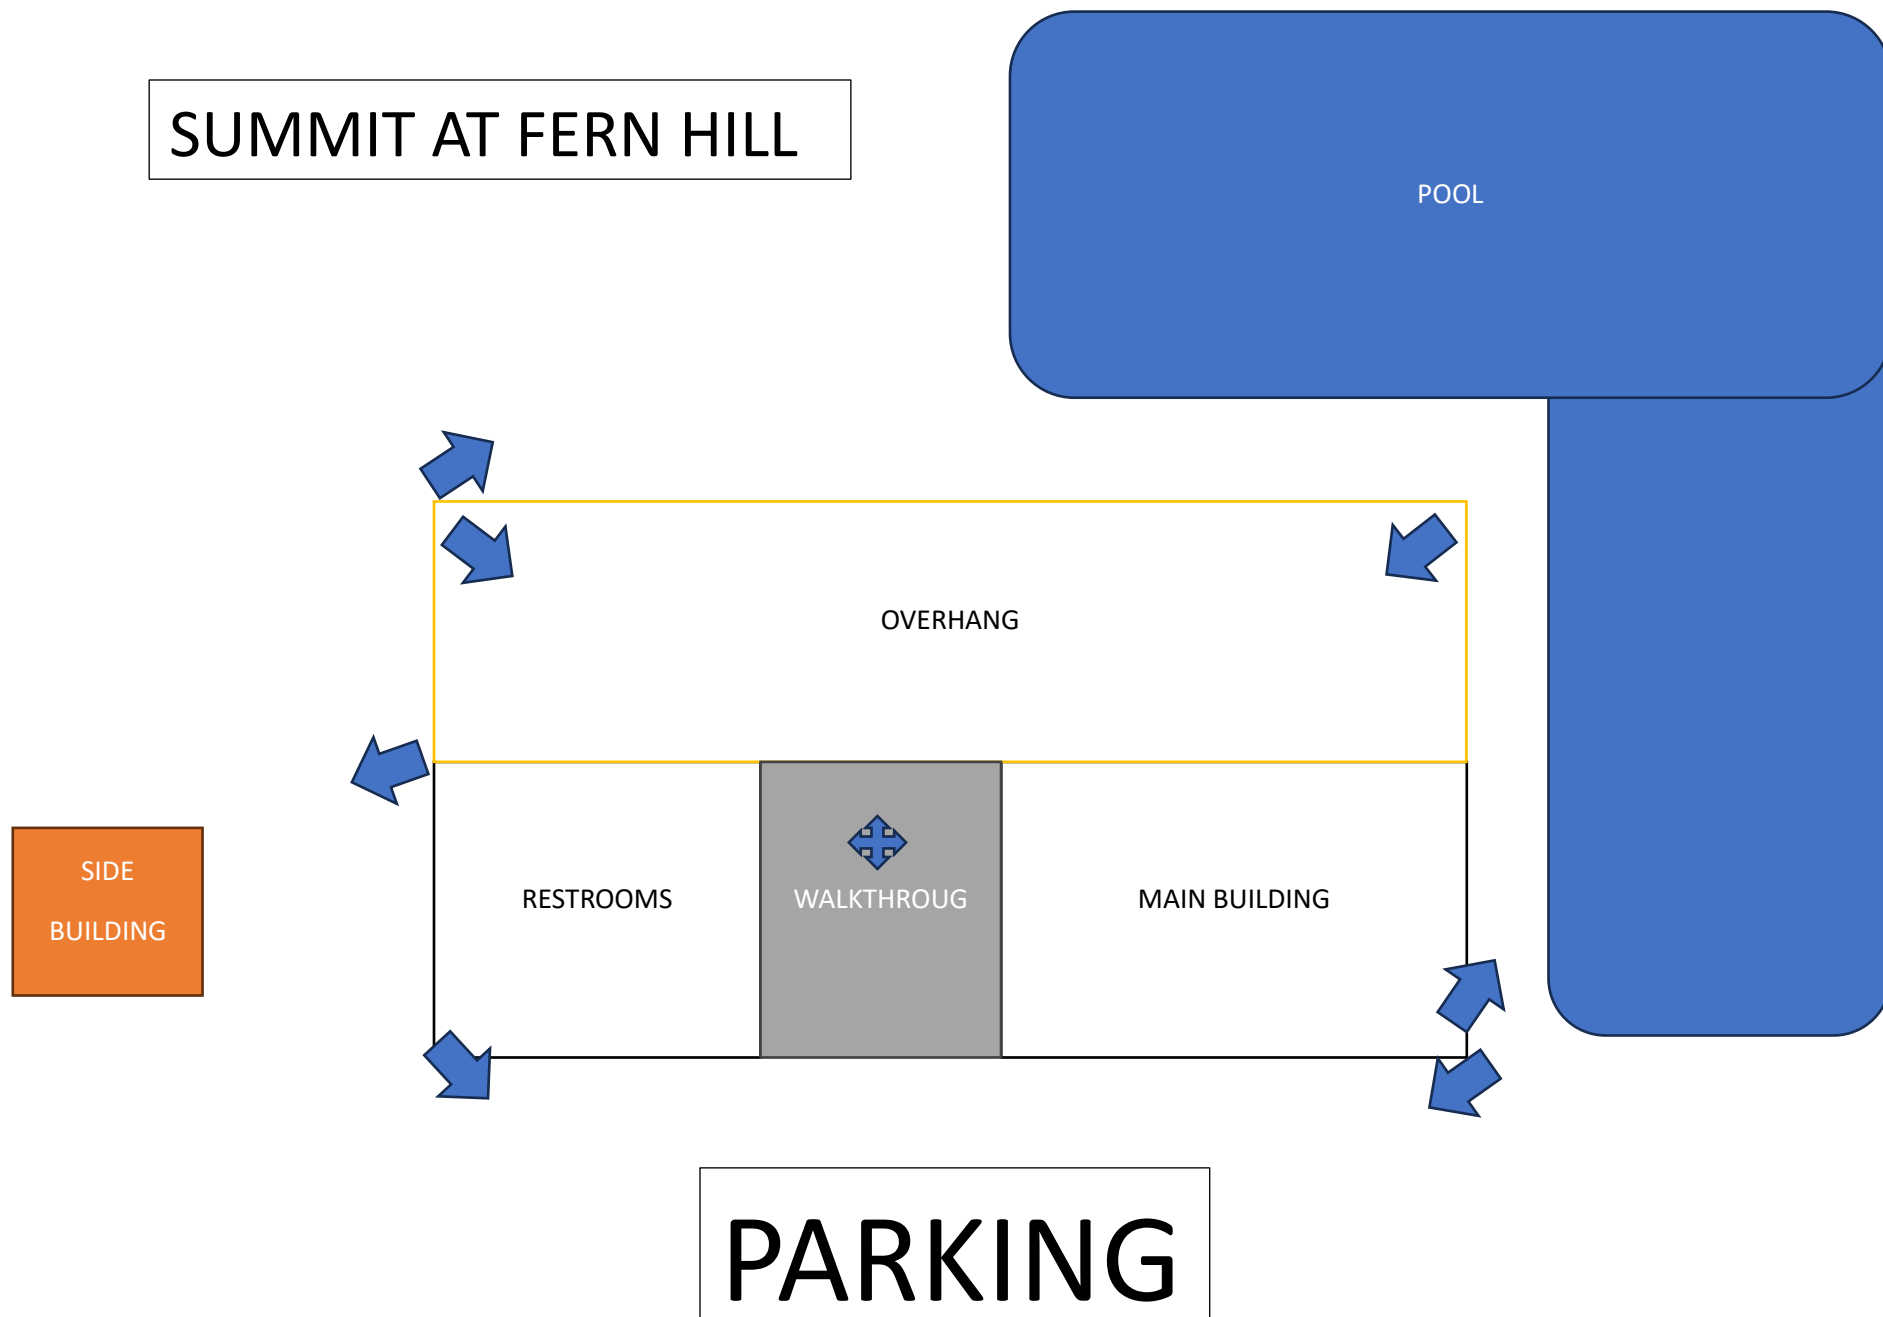 SUMMIT AT FERN HILL
POOL
OVERHANG
SIDE
BUILDING
RESTROOMS
WALKTHROUG
MAIN BUILDING
PARKING